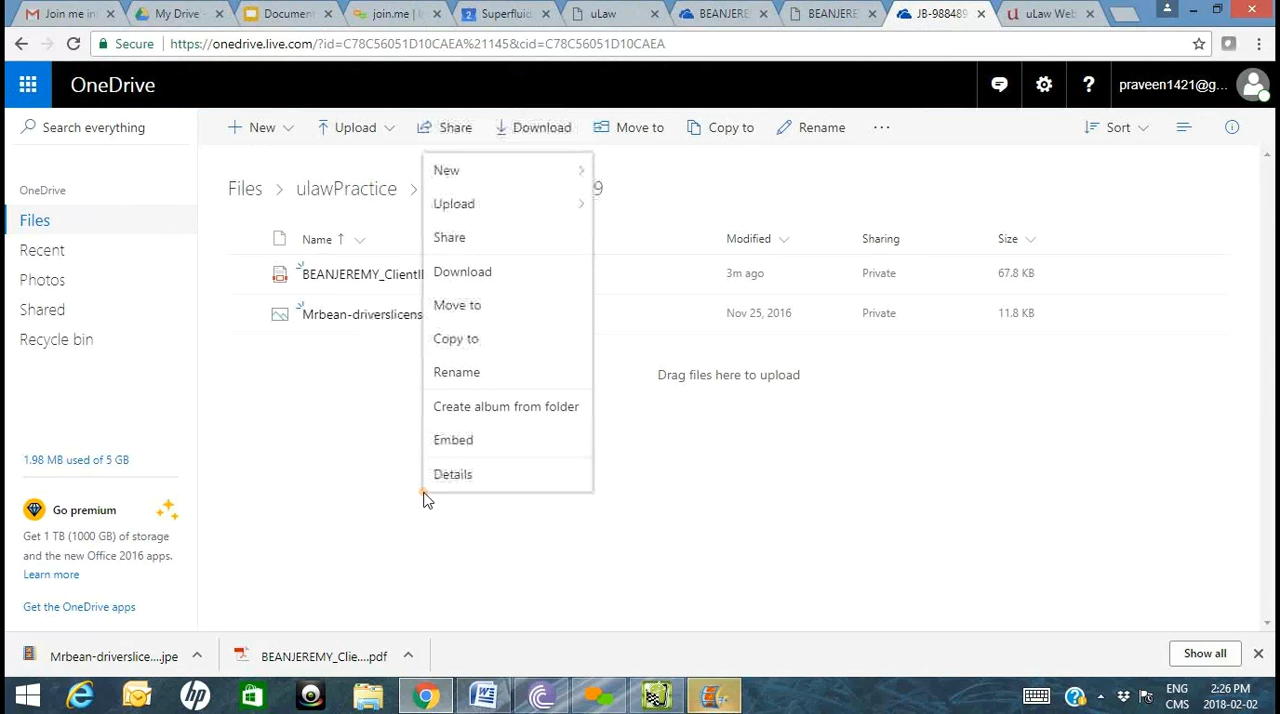 Join me in
My Drive -
Document
join.me |
Superfluid
uLaw
BEANJERE
BEANJERE
JB-988489
uLaw Web
Secure https://onedrive.live.com/?id=C78C56051D10CAEA%21145&cid=C78C56051D10CAEA
OneDrive
praveen1421@g...
Search everything
New
Upload
Share
Download
Move to
Copy to
Rename
Sort
OneDrive
Files
Recent
Photos
Shared
Recycle bin
1.98 MB used of 5 GB
Go premium
Get 1 TB (1000 GB) of storage
and the new Office 2016 apps.
Learn more
Get the OneDrive apps
Files > ulawPractice > 9
Name Modified Sharing Size
BEANJEREMY_ClientI 3m ago Private 67.8 KB
Mrbean-driverslicens Nov 25, 2016 Private 11.8 KB
Drag files here to upload
New
Upload
Share
Download
Move to
Copy to
Rename
Create album from folder
Embed
Details
Mrbean-driverslice....jpe
BEANJEREMY_Clie....pdf
Show all
ENG
CMS
2:26 PM
2018-02-02